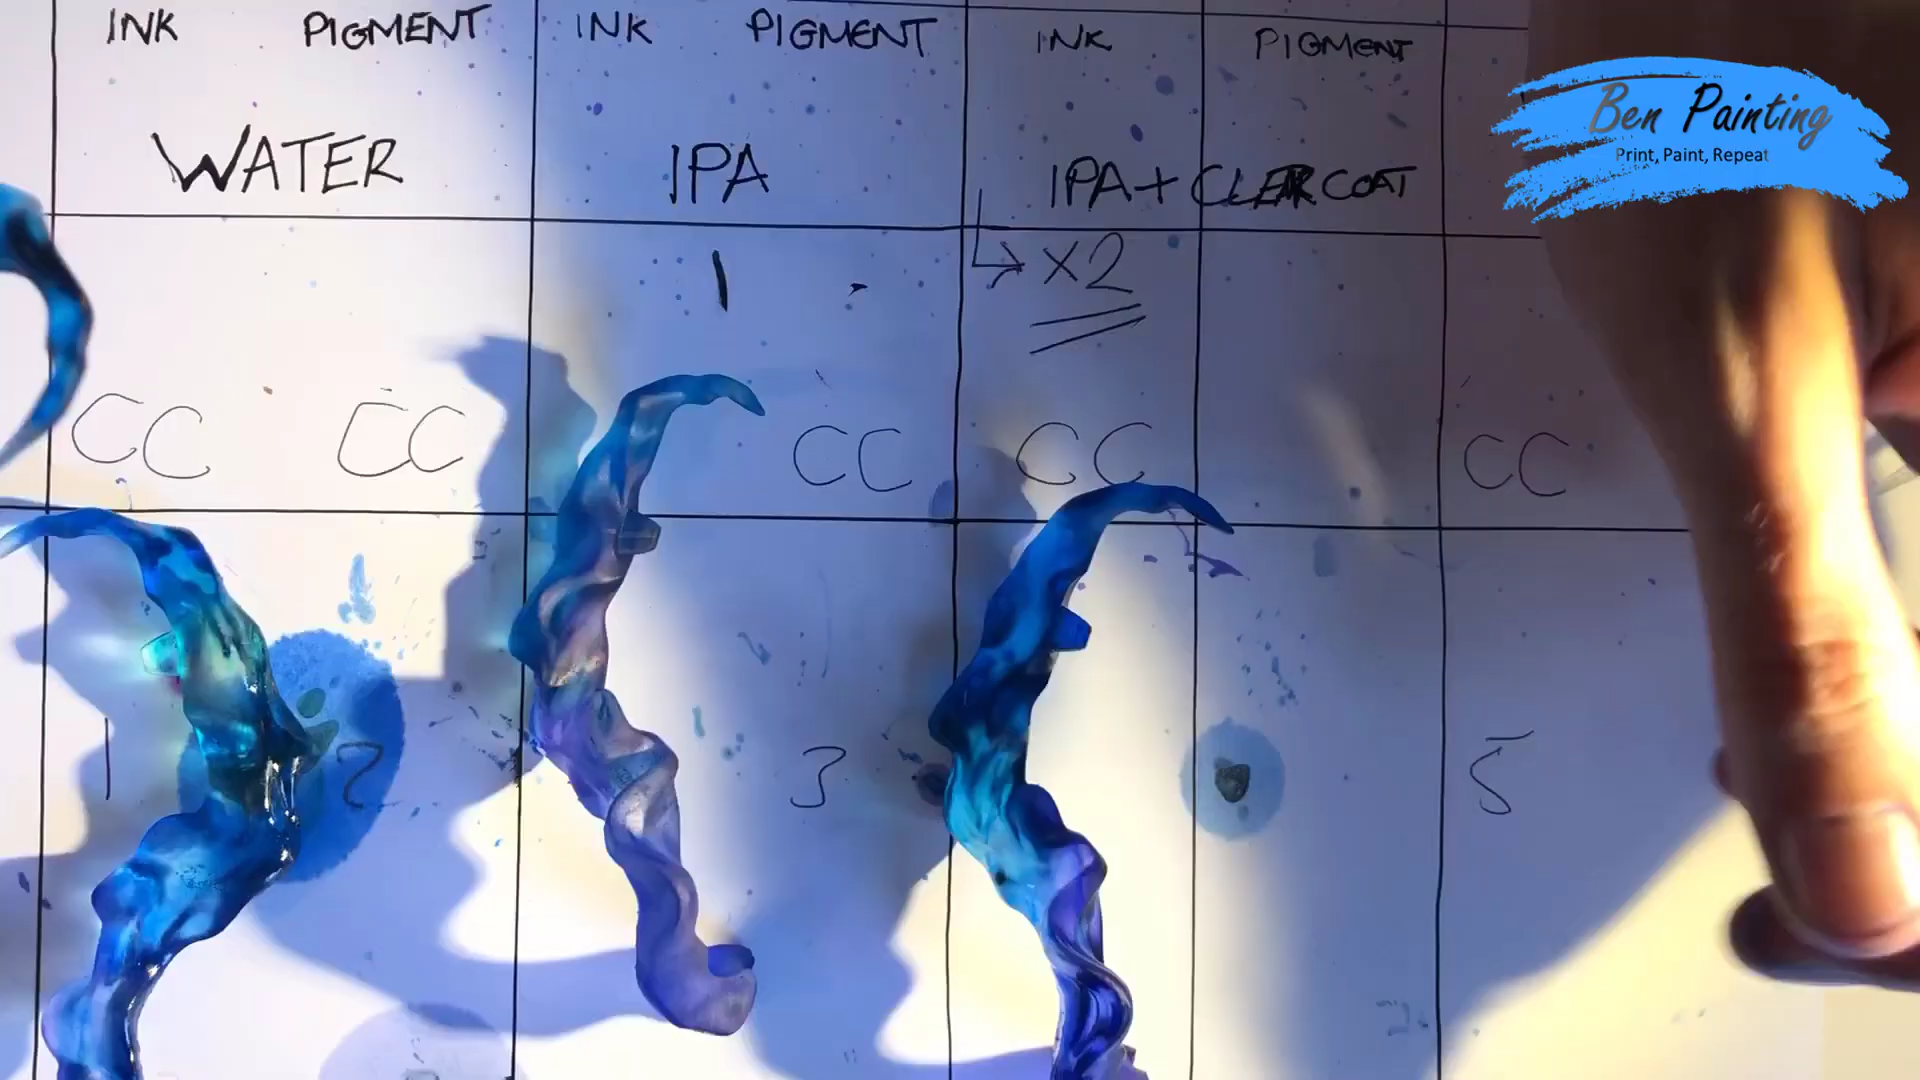 INK PIGMENT INK PIGMENT INK PIGMENT
Ben Painting
Print, Paint, Repeat
WATER IPA IPA + CLEAR COAT
1 x2
CC CC CC CC CC
1 2 3 5